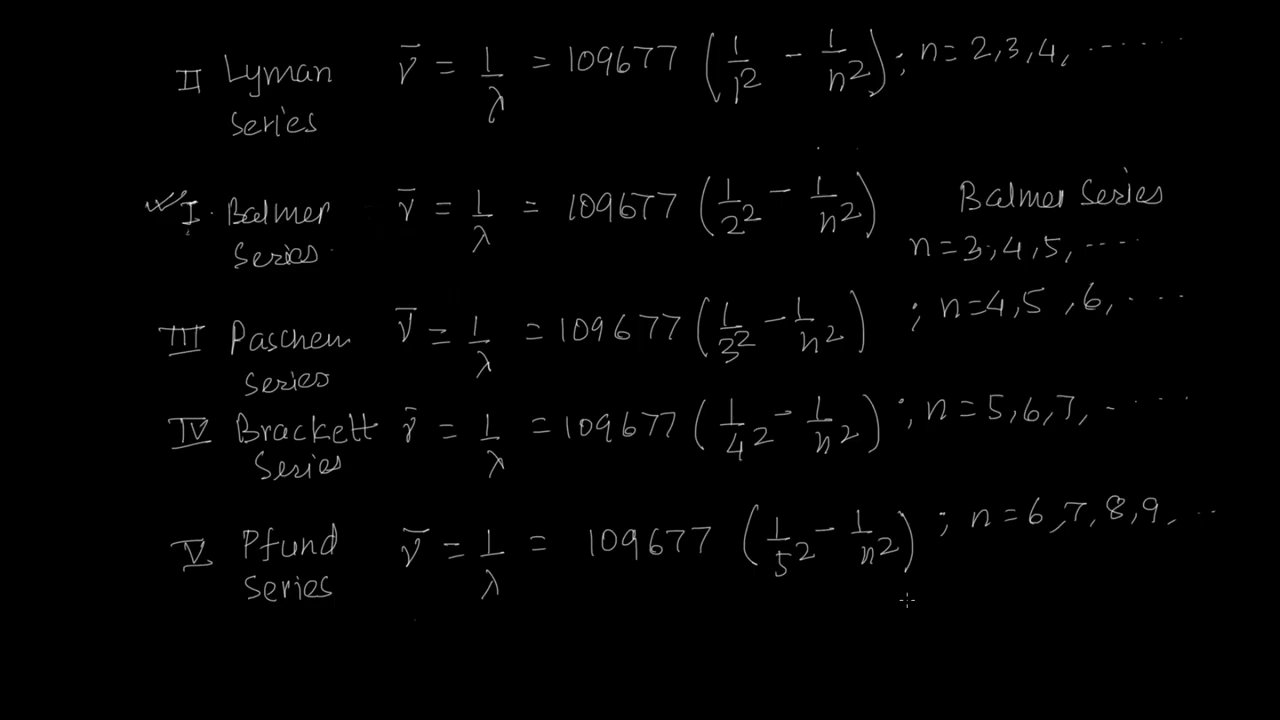 II Lyman series ν̄ = 1/λ = 109677 (1/1² − 1/n²) ; n = 2,3,4, .......
I. Balmer Series ν̄ = 1/λ = 109677 (1/2² − 1/n²)
Balmer Series
n = 3,4,5, ....
III Paschem series ν̄ = 1/λ = 109677 (1/3² − 1/n²) ; n = 4,5,6, ....
IV Brackett Series ν̄ = 1/λ = 109677 (1/4² − 1/n²) ; n = 5,6,7, ......
V Pfund Series ν̄ = 1/λ = 109677 (1/5² − 1/n²) ; n = 6,7,8,9, ...